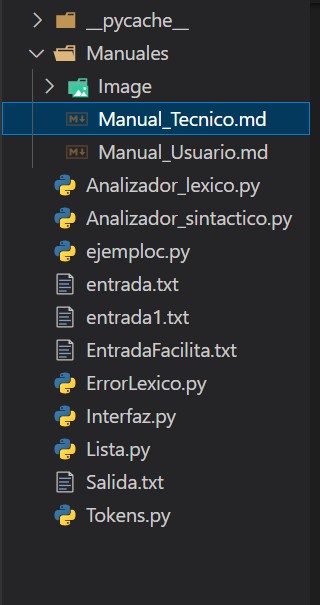 __pycache__
Manuales
Image
Manual_Tecnico.md
Manual_Usuario.md
Analizador_lexico.py
Analizador_sintactico.py
ejemploc.py
entrada.txt
entrada1.txt
EntradaFacilita.txt
ErrorLexico.py
Interfaz.py
Lista.py
Salida.txt
Tokens.py